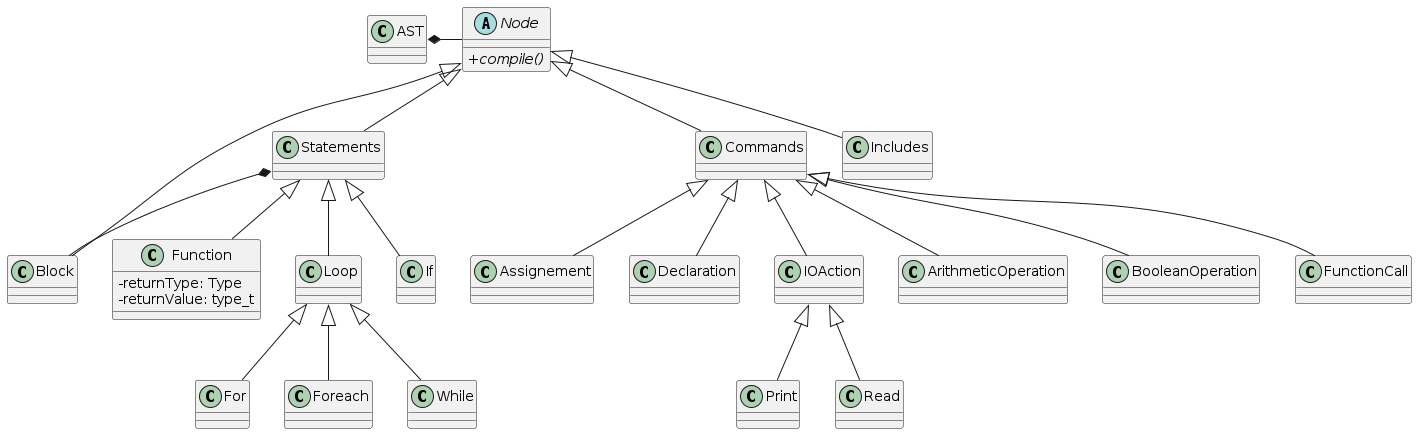 AST
Node
+compile()
Statements
Commands
Includes
Block
Function
-returnType: Type
-returnValue: type_t
Loop
If
Assignement
Declaration
IOAction
ArithmeticOperation
BooleanOperation
FunctionCall
For
Foreach
While
Print
Read